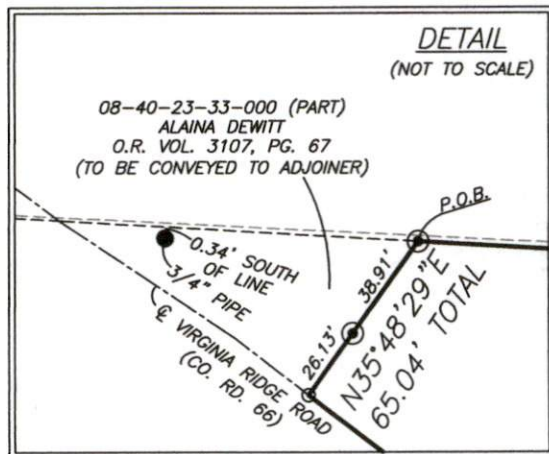 DETAIL
(NOT TO SCALE)
08-40-23-33-000 (PART)
ALAINA DEWITT
O.R. VOL. 3107, PG. 67
(TO BE CONVEYED TO ADJOINER)
P.O.B.
0.34' SOUTH
OF LINE
3/4" PIPE
38.91'
26.13'
N35°48'29"E
65.04' TOTAL
℄ VIRGINIA RIDGE ROAD
(CO. RD. 66)